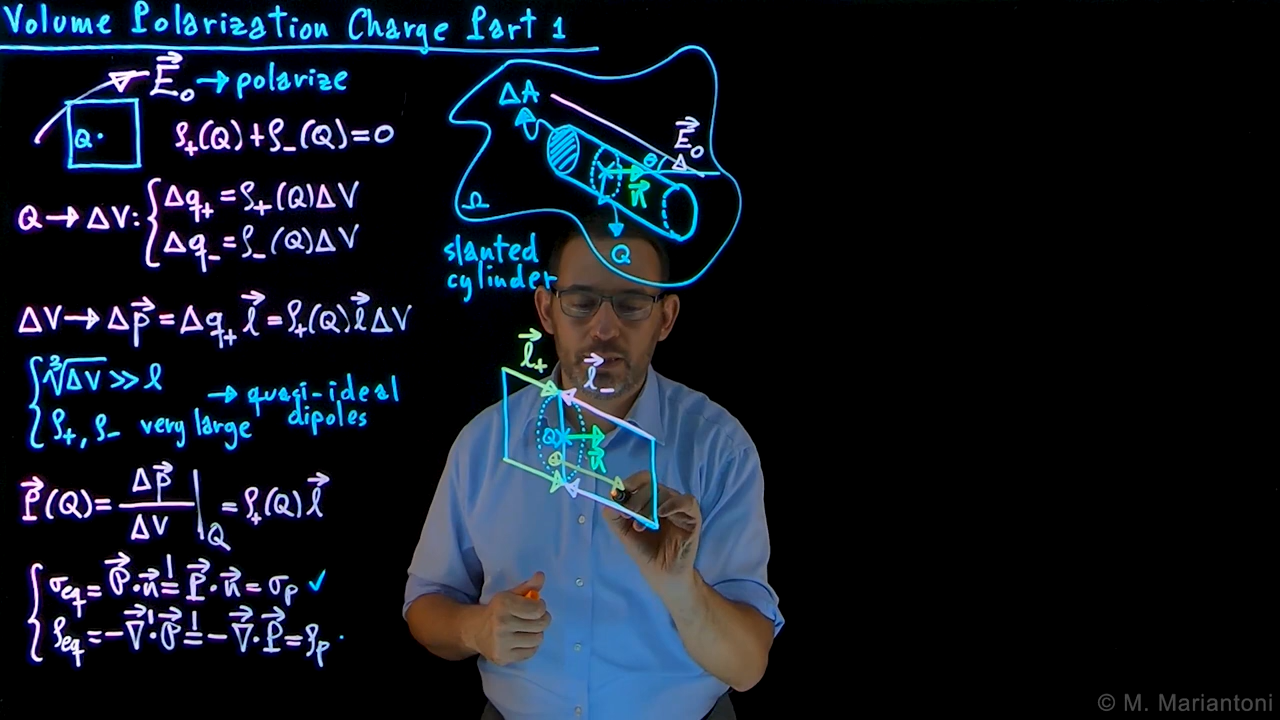 Volume Polarization Charge Part 1
E⃗₀ → polarize
Q·
ρ₊(Q)+ρ₋(Q)=0
Q → ΔV: { Δq₊ = ρ₊(Q)ΔV
Δq₋ = ρ₋(Q)ΔV
ΔV → Δp⃗ = Δq₊ l⃗ = ρ₊(Q) l⃗ ΔV
{ ∛ΔV ≫ l
ρ₊, ρ₋ very large
→ quasi-ideal
dipoles
P⃗(Q) = Δp⃗/ΔV |_Q = ρ₊(Q) l⃗
{ σeq = 𝒫⃗·n⃗ =! P⃗·n⃗ = σp ✓
ρeq = -∇⃗'·𝒫⃗ =! -∇⃗·P⃗ = ρp ·
ΔA
E⃗₀
Θ
n⃗
Ω
Q
slanted
cylinder
l⃗₊
l⃗₋
Q
n⃗
© M. Mariantoni